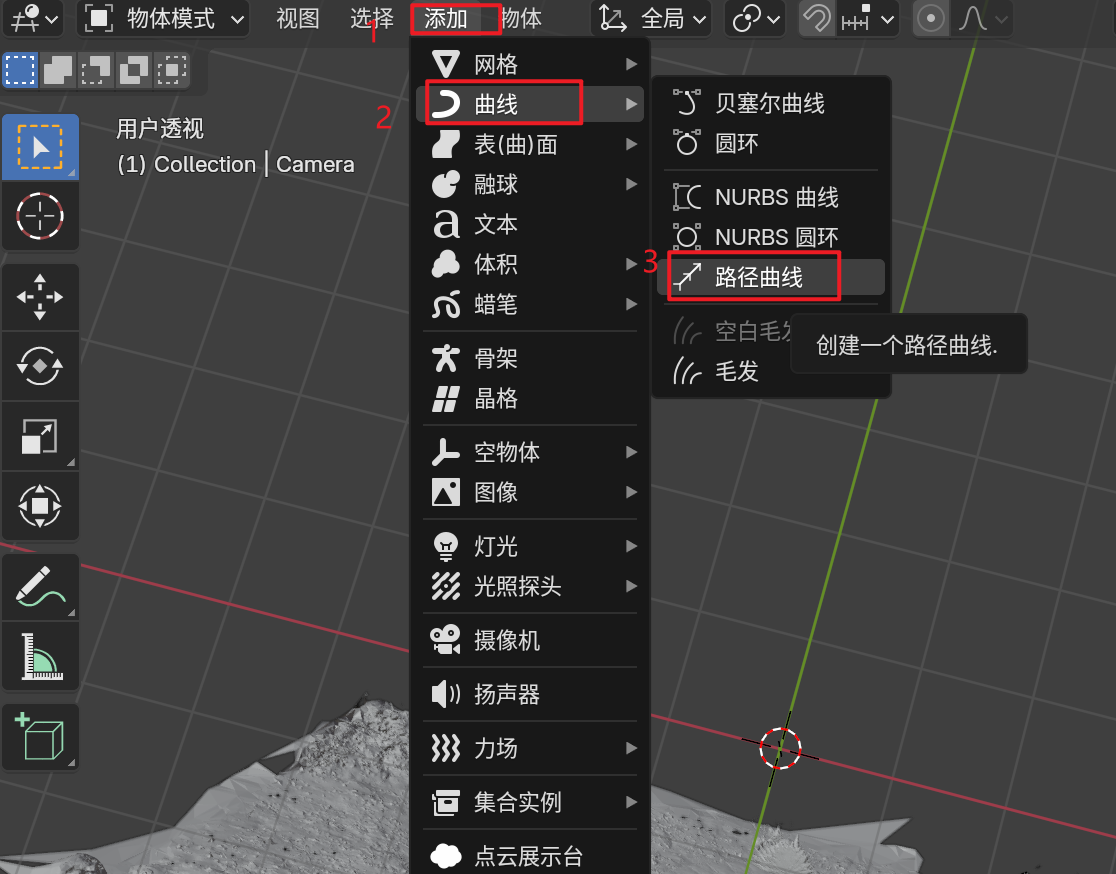 物体模式
视图
选择
添加
物体
全局
1
用户透视
(1) Collection | Camera
2
网格
曲线
表(曲)面
融球
文本
体积
蜡笔
骨架
晶格
空物体
图像
灯光
光照探头
摄像机
扬声器
力场
集合实例
点云展示台
贝塞尔曲线
圆环
NURBS 曲线
NURBS 圆环
3
路径曲线
空白毛发
毛发
创建一个路径曲线.